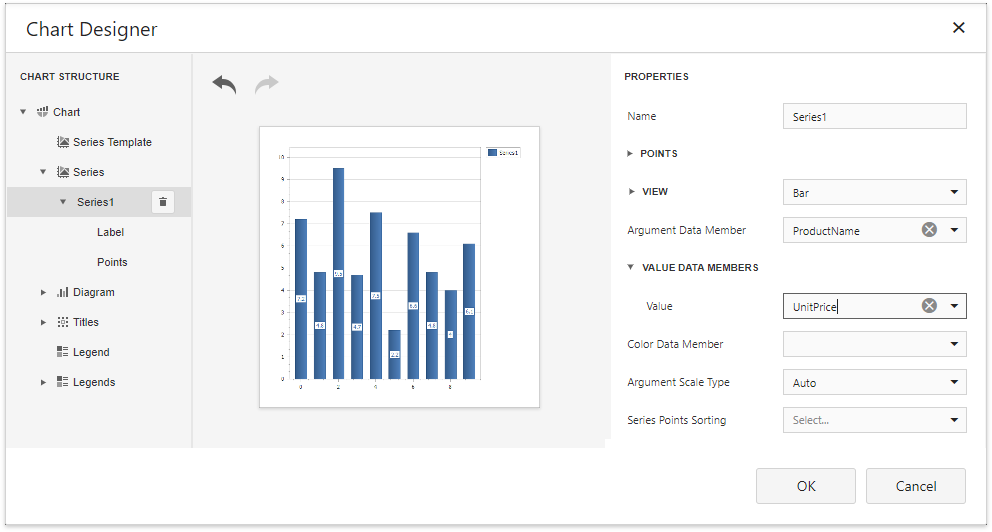 Chart Designer
CHART STRUCTURE
Chart
Series Template
Series
Series1
Label
Points
Diagram
Titles
Legend
Legends
Series1
10
9
8
7
6
5
4
3
2
1
0
7.2
4.8
9.5
4.7
7.5
2.2
6.6
4.8
4
6.1
0
2
4
6
8
PROPERTIES
Name
Series1
POINTS
VIEW
Bar
Argument Data Member
ProductName
VALUE DATA MEMBERS
Value
UnitPrice
Color Data Member
Argument Scale Type
Auto
Series Points Sorting
Select...
OK
Cancel